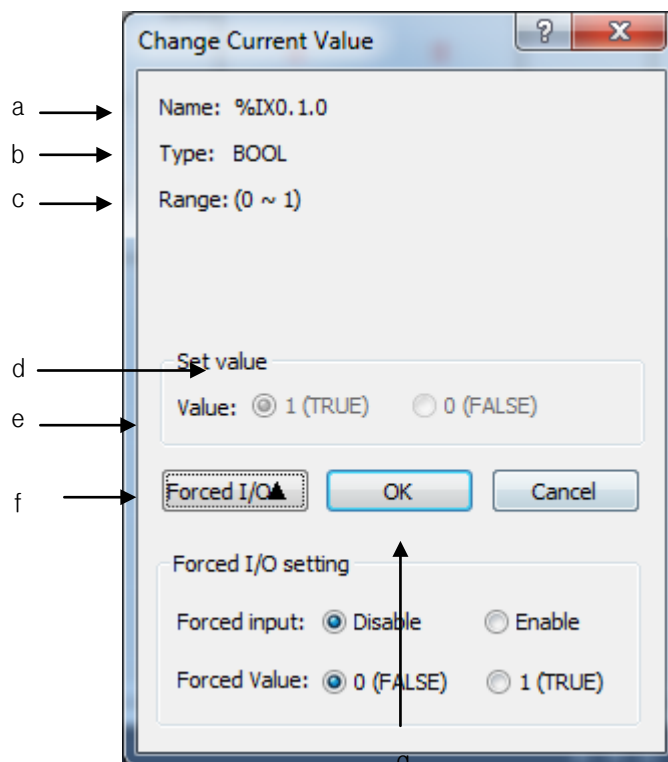 Change Current Value
a Name: %IX0.1.0
b Type: BOOL
c Range: (0 ~ 1)
d Set value
e Value: 1 (TRUE) 0 (FALSE)
f Forced I/O OK Cancel
Forced I/O setting
Forced input: Disable Enable
Forced Value: 0 (FALSE) 1 (TRUE)